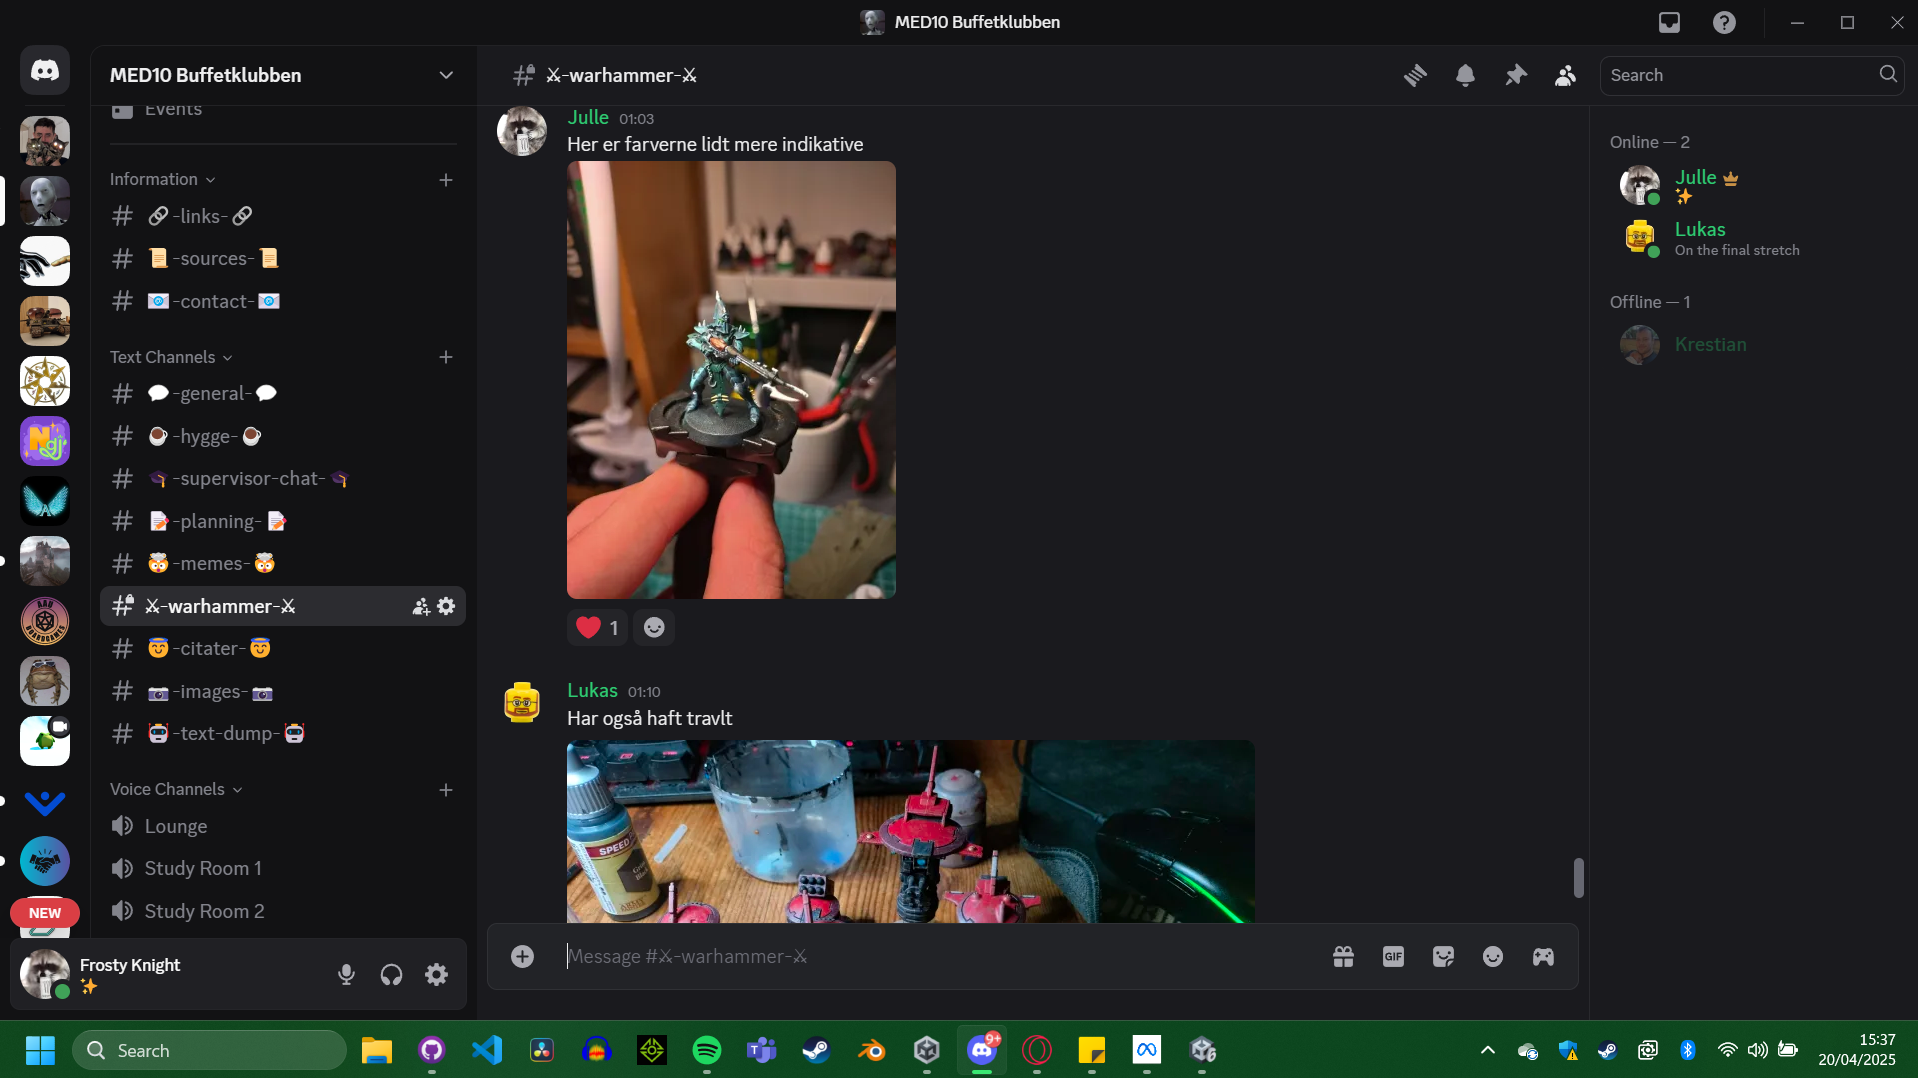 MED10 Buffetklubben
MED10 Buffetklubben
Events
Information
🔗-links-🔗
📜-sources-📜
📧-contact-📧
Text Channels
💬-general-💬
☕-hygge-☕
🎓-supervisor-chat-🎓
📝-planning-📝
🤯-memes-🤯
⚔-warhammer-⚔
😇-citater-😇
📷-images-📷
🤖-text-dump-🤖
Voice Channels
Lounge
Study Room 1
Study Room 2
NEW
Frosty Knight
⚔-warhammer-⚔
Search
Julle 01:03
Her er farverne lidt mere indikative
1
Lukas 01:10
Har også haft travlt
SPEED
Message #⚔-warhammer-⚔
GIF
Online — 2
Julle
Lukas
On the final stretch
Offline — 1
Krestian
Search
9+
15:37
20/04/2025